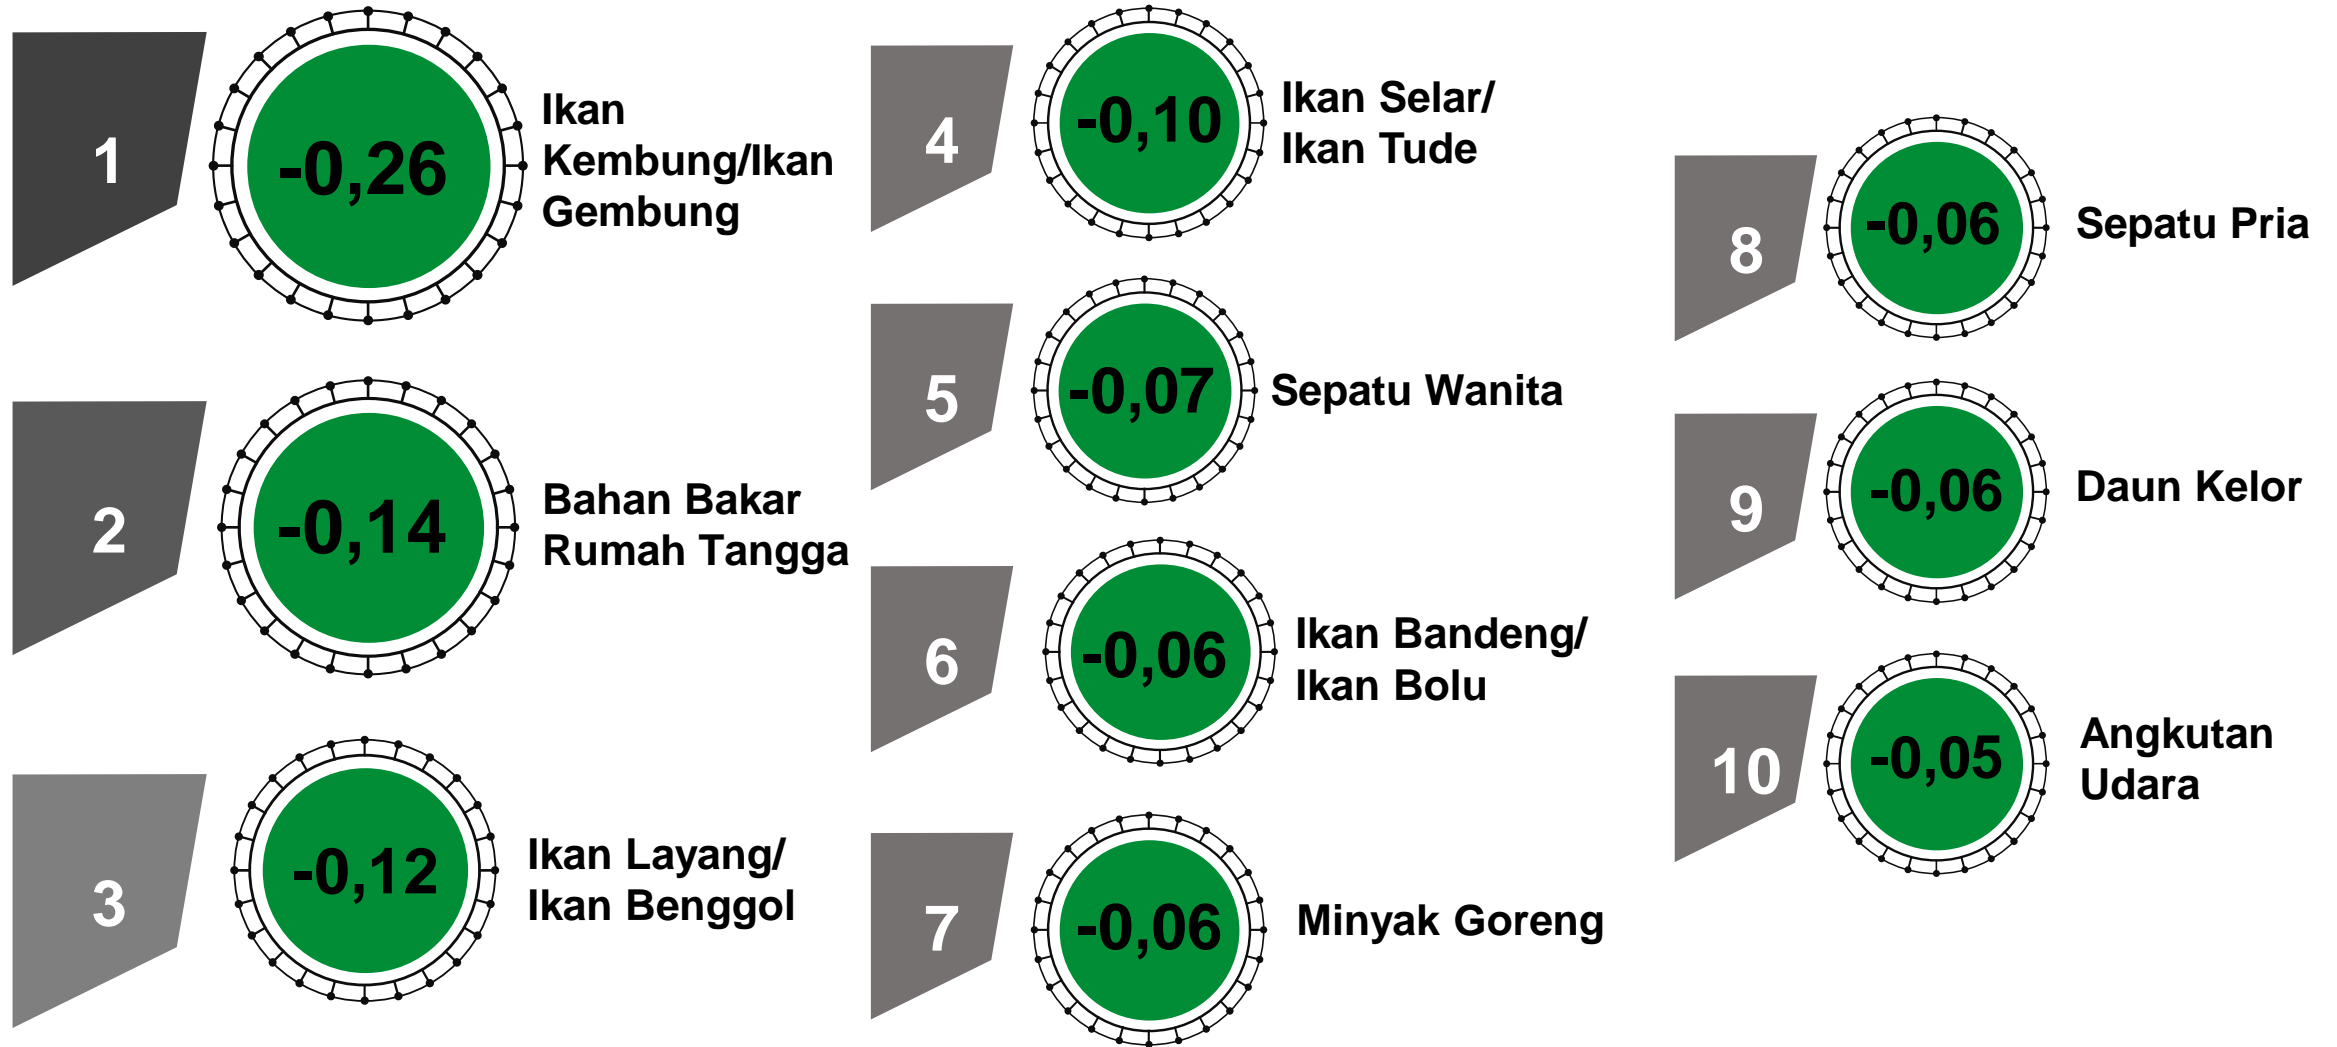 1
-0,26
Ikan
Kembung/Ikan
Gembung
2
-0,14
Bahan Bakar
Rumah Tangga
3
-0,12
Ikan Layang/
Ikan Benggol
4
-0,10
Ikan Selar/
Ikan Tude
5
-0,07
Sepatu Wanita
6
-0,06
Ikan Bandeng/
Ikan Bolu
7
-0,06
Minyak Goreng
8
-0,06
Sepatu Pria
9
-0,06
Daun Kelor
10
-0,05
Angkutan
Udara